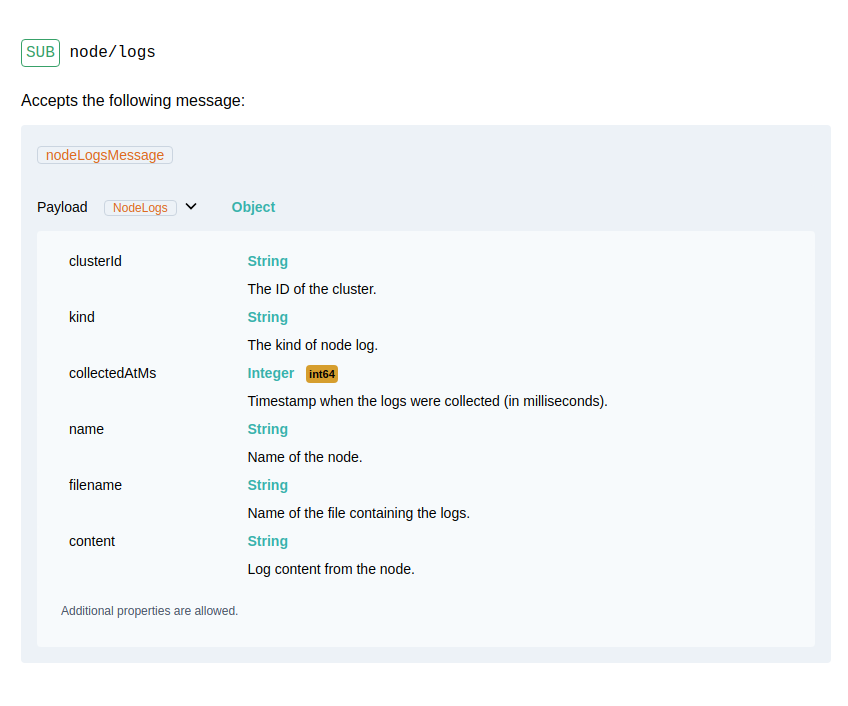 SUB node/logs
Accepts the following message:
nodeLogsMessage
Payload NodeLogs Object
clusterId String
The ID of the cluster.
kind String
The kind of node log.
collectedAtMs Integer int64
Timestamp when the logs were collected (in milliseconds).
name String
Name of the node.
filename String
Name of the file containing the logs.
content String
Log content from the node.
Additional properties are allowed.